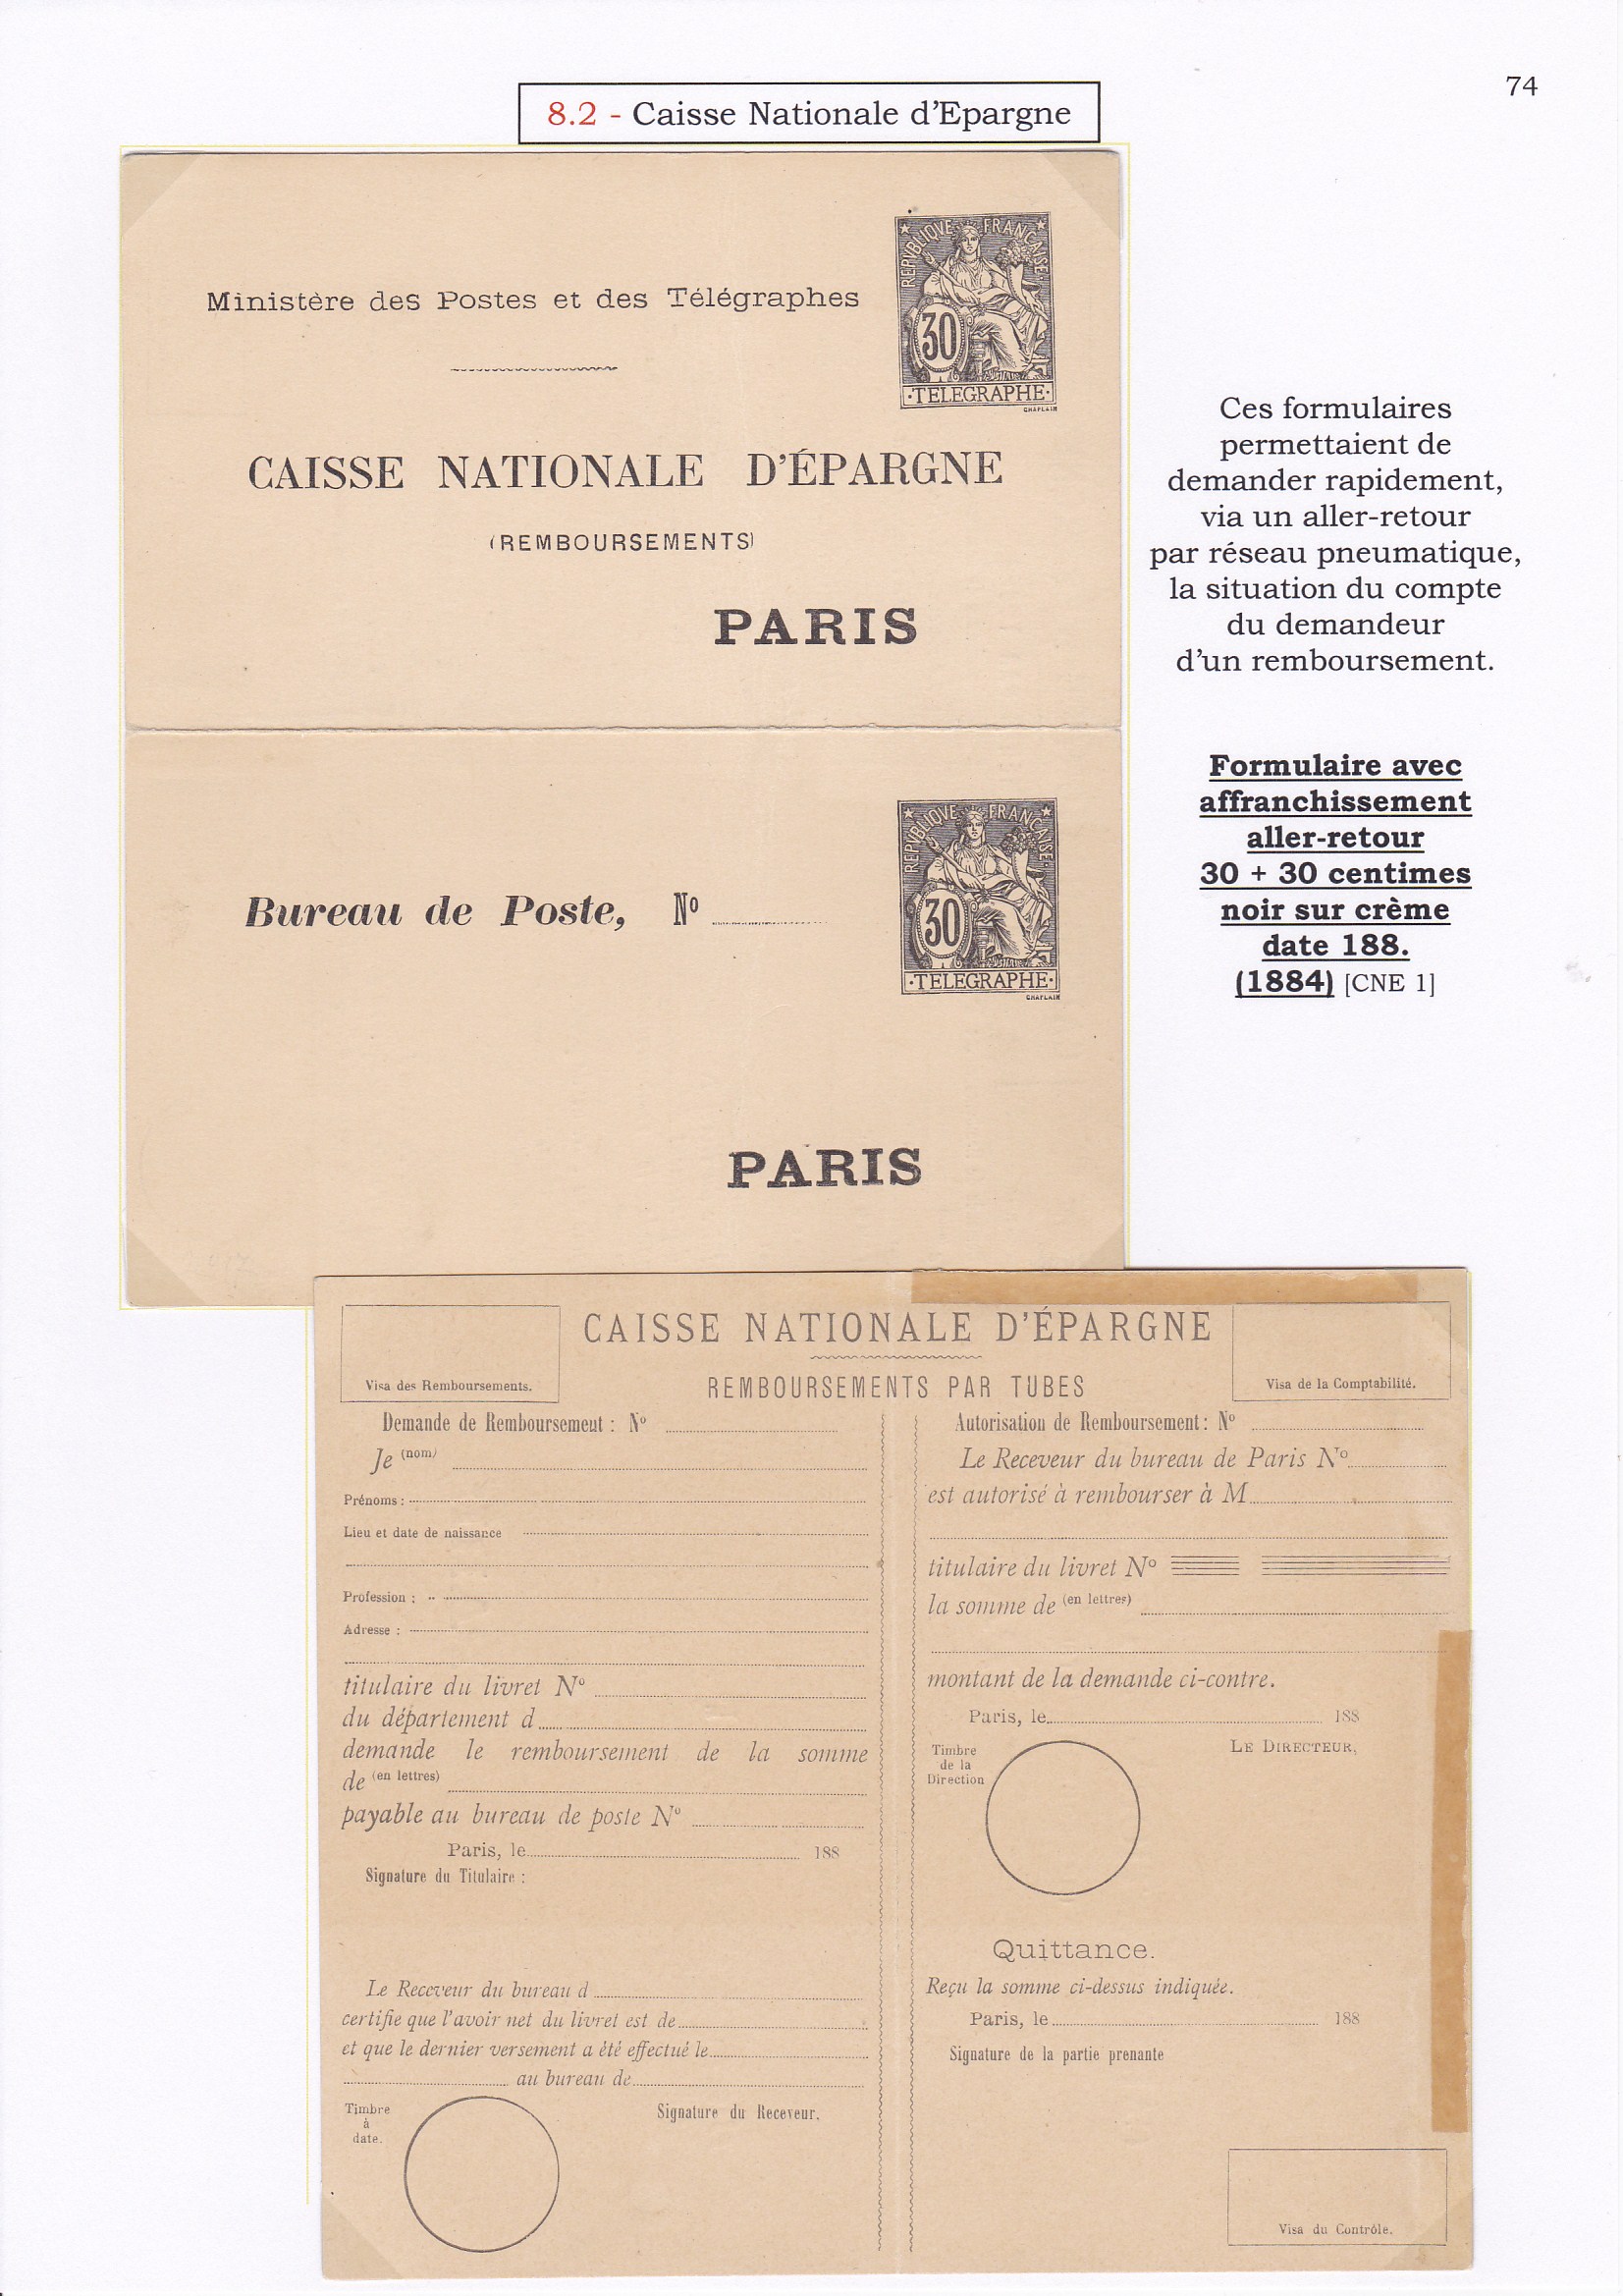 74
8.2 - Caisse Nationale d'Epargne
REPVBLIQVE FRANÇAISE
Ministère des Postes et des Télégraphes
30
TELEGRAPHE
CHAPLAIN
CAISSE NATIONALE D'ÉPARGNE
(REMBOURSEMENTS)
PARIS
Ces formulaires
permettaient de
demander rapidement,
via un aller-retour
par réseau pneumatique,
la situation du compte
du demandeur
d'un remboursement.
Formulaire avec
affranchissement
aller-retour
30 + 30 centimes
noir sur crème
date 188.
(1884) [CNE 1]
REPVBLIQVE FRANÇAISE
Bureau de Poste, No
30
TELEGRAPHE
CHAPLAIN
PARIS
CAISSE NATIONALE D'ÉPARGNE
Visa des Remboursements.
REMBOURSEMENTS PAR TUBES
Visa de la Comptabilité.
Demande de Remboursement : No
Je (nom)
Prénoms :
Lieu et date de naissance
Profession :
Adresse :
titulaire du livret No
du département d
demande le remboursement de la somme
de (en lettres)
payable au bureau de poste No
Paris, le 188
Signature du Titulaire :
Le Receveur du bureau d
certifie que l'avoir net du livret est de
et que le dernier versement a été effectué le
au bureau de
Timbre
à
date.
Signature du Receveur,
Autorisation de Remboursement : No
Le Receveur du bureau de Paris No
est autorisé à rembourser à M
titulaire du livret No
la somme de (en lettres)
montant de la demande ci-contre.
Paris, le 188
Timbre
de la
Direction
LE DIRECTEUR,
Quittance.
Reçu la somme ci-dessus indiquée.
Paris, le 188
Signature de la partie prenante
Visa du Contrôle.